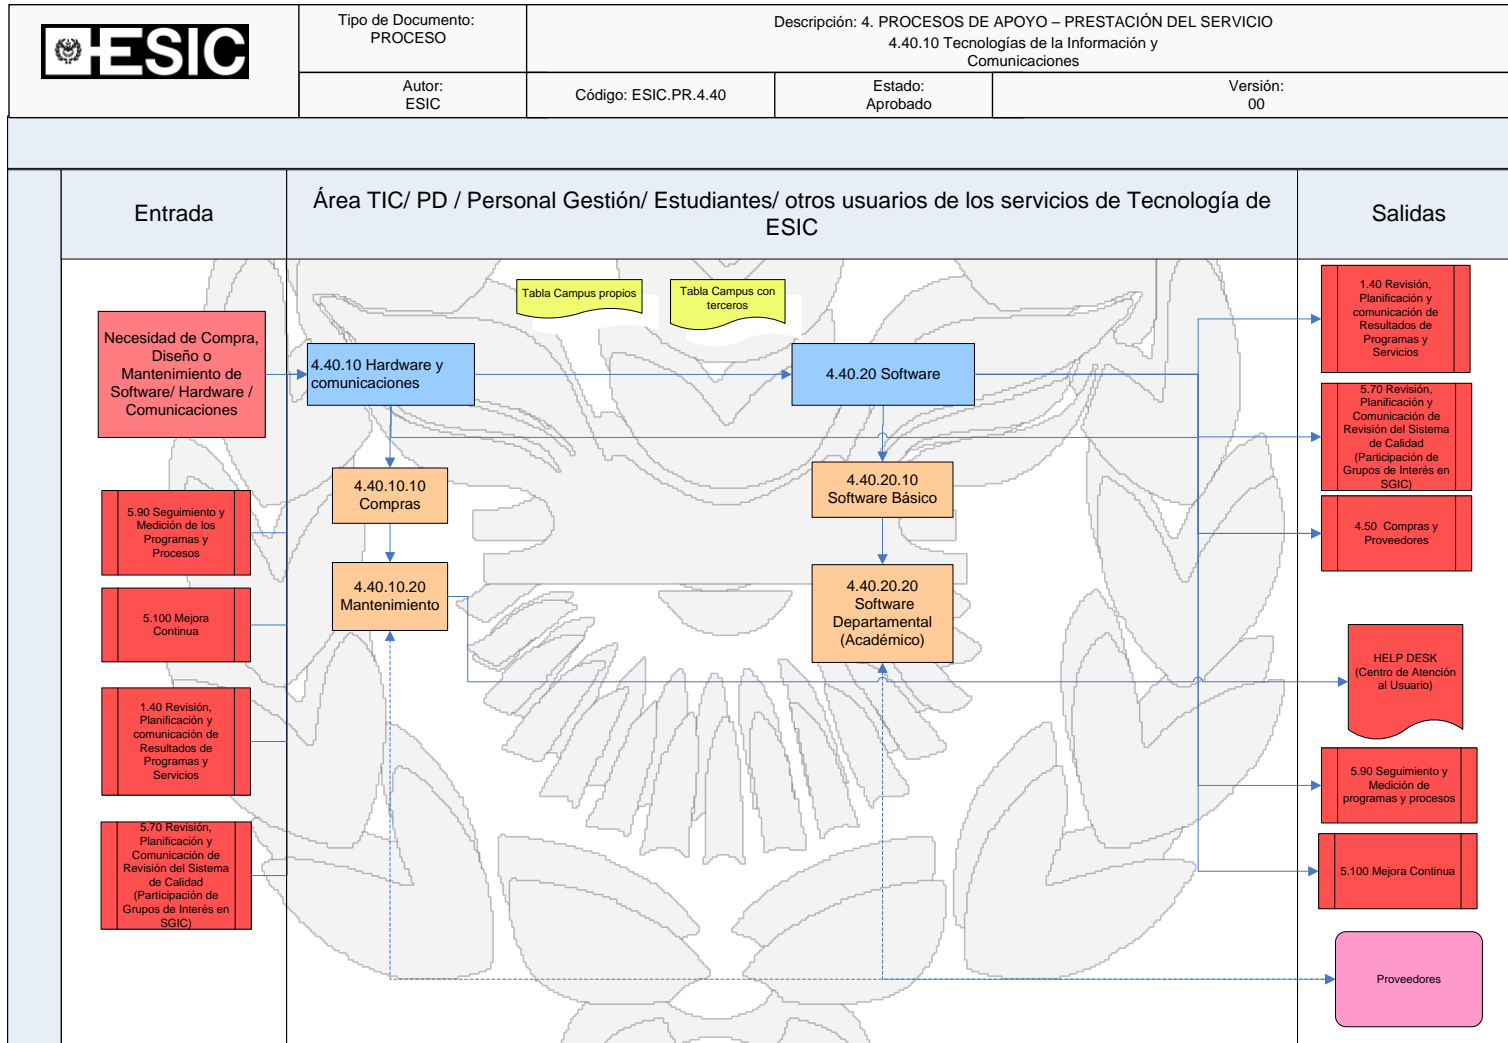 ESIC
Tipo de Documento:
PROCESO
Descripción: 4. PROCESOS DE APOYO – PRESTACIÓN DEL SERVICIO
4.40.10 Tecnologías de la Información y
Comunicaciones
Autor:
ESIC
Código: ESIC.PR.4.40
Estado:
Aprobado
Versión:
00
Entrada
Área TIC/ PD / Personal Gestión/ Estudiantes/ otros usuarios de los servicios de Tecnología de
ESIC
Salidas
Necesidad de Compra,
Diseño o
Mantenimiento de
Software/ Hardware /
Comunicaciones
5.90 Seguimiento y
Medición de los
Programas y
Procesos
5.100 Mejora
Continua
1.40 Revisión,
Planificación y
comunicación de
Resultados de
Programas y
Servicios
5.70 Revisión,
Planificación y
Comunicación de
Revisión del Sistema
de Calidad
(Participación de
Grupos de Interés en
SGIC)
Tabla Campus propios
Tabla Campus con
terceros
4.40.10 Hardware y
comunicaciones
4.40.20 Software
4.40.10.10
Compras
4.40.20.10
Software Básico
4.40.10.20
Mantenimiento
4.40.20.20
Software
Departamental
(Académico)
1.40 Revisión,
Planificación y
comunicación de
Resultados de
Programas y
Servicios
5.70 Revisión,
Planificación y
Comunicación de
Revisión del Sistema
de Calidad
(Participación de
Grupos de Interés en
SGIC)
4.50 Compras y
Proveedores
HELP DESK
(Centro de Atención
al Usuario)
5.90 Seguimiento y
Medición de
programas y procesos
5.100 Mejora Continua
Proveedores